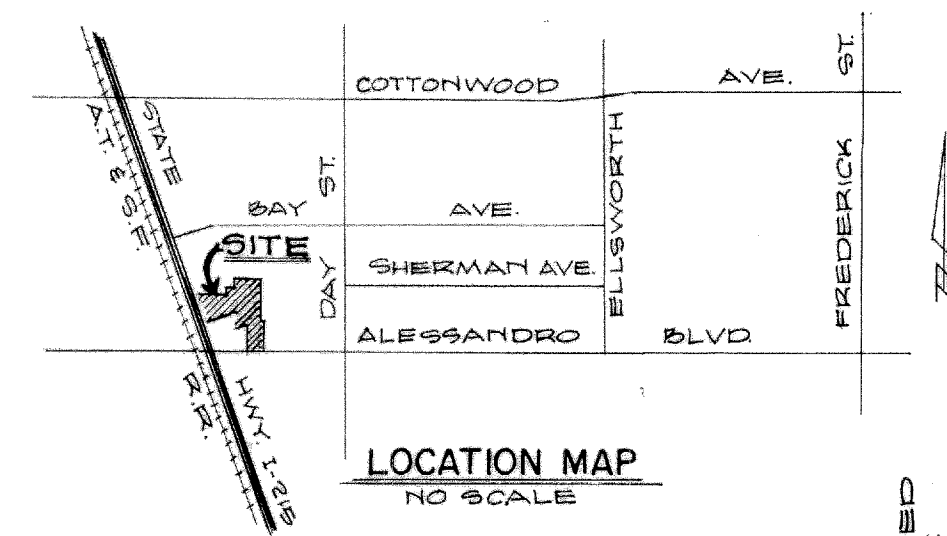 COTTONWOOD AVE.
ST.
STATE
A.T. & S.F.
ST.
ELLSWORTH
FREDERICK
BAY AVE.
SITE
SHERMAN AVE.
DAY
ALESSANDRO BLVD.
R.R.
HWY. I-215
LOCATION MAP
NO SCALE
ED